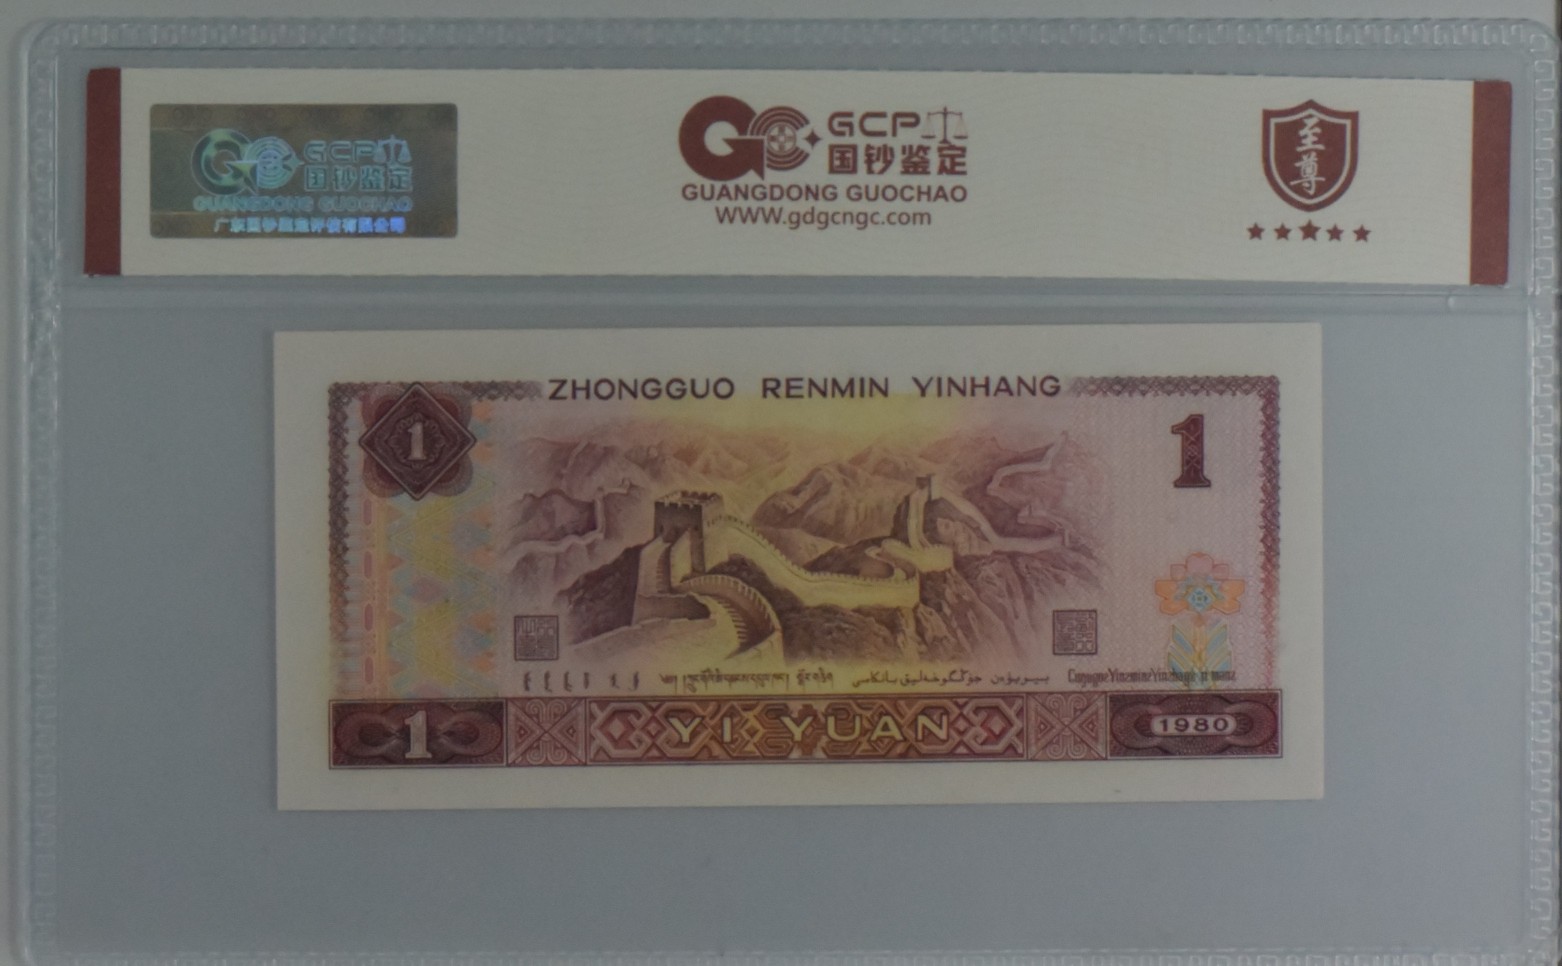 GCP
国钞鉴定
GUANGDONG GUOCHAO
广东国钞鉴定评估有限公司
GCP
国钞鉴定
GUANGDONG GUOCHAO
WWW.gdgcngc.com
至
尊
ZHONGGUO RENMIN YINHANG
1
1
1
YI YUAN
1980